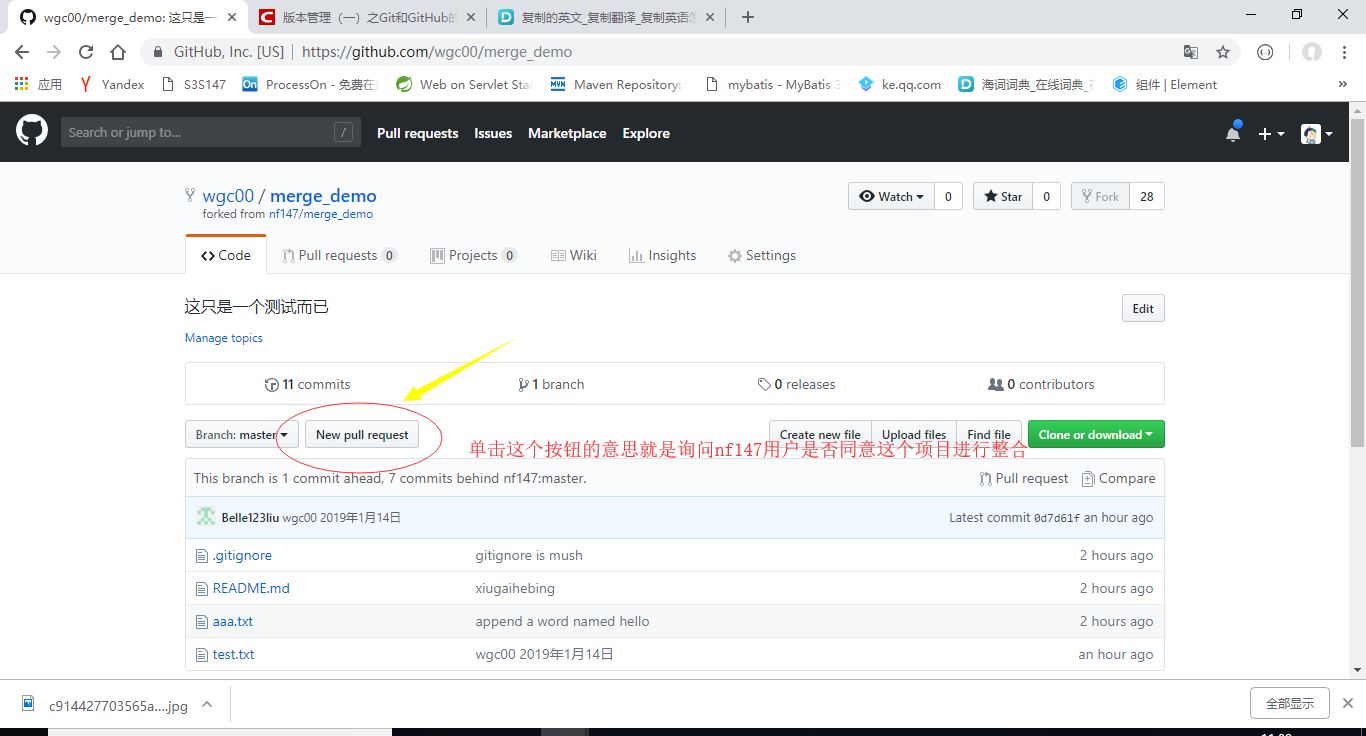 wgc00/merge_demo: 这只是一
版本管理（一）之Git和GitHub的
复制的英文_复制翻译_复制英语怎
GitHub, Inc. [US] | https://github.com/wgc00/merge_demo
应用 Yandex S3S147 ProcessOn - 免费在 Web on Servlet Sta Maven Repository: mybatis - MyBatis 3 ke.qq.com 海词词典_在线词典_ 组件 | Element »
Search or jump to... / Pull requests Issues Marketplace Explore
wgc00 / merge_demo Watch 0 Star 0 Fork 28
forked from nf147/merge_demo
Code Pull requests 0 Projects 0 Wiki Insights Settings
这只是一个测试而已 Edit
Manage topics
11 commits 1 branch 0 releases 0 contributors
Branch: master New pull request Create new file Upload files Find file Clone or download
单击这个按钮的意思就是询问nf147用户是否同意这个项目进行整合
This branch is 1 commit ahead, 7 commits behind nf147:master. Pull request Compare
Belle123liu wgc00 2019年1月14日 Latest commit 0d7d61f an hour ago
.gitignore gitignore is mush 2 hours ago
README.md xiugaihebing 2 hours ago
aaa.txt append a word named hello 2 hours ago
test.txt wgc00 2019年1月14日 an hour ago
c914427703565a....jpg 全部显示